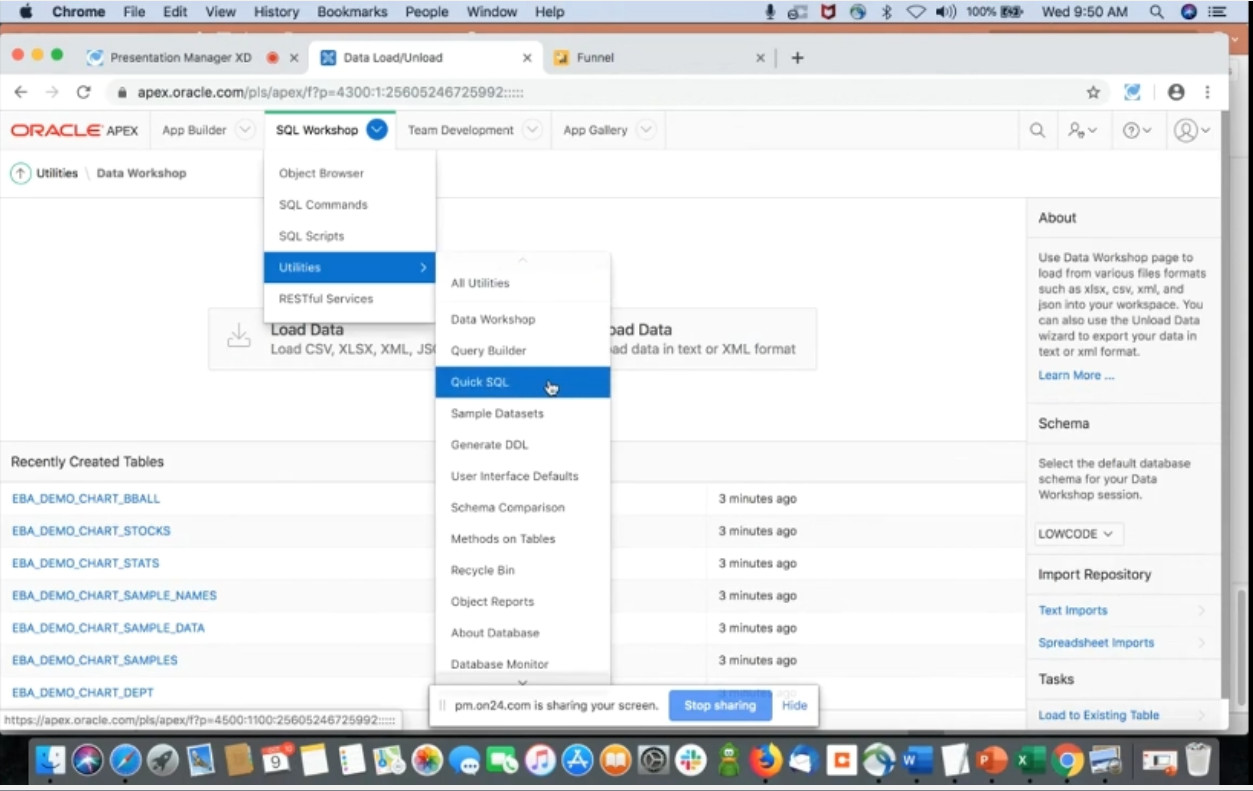 Chrome File Edit View History Bookmarks People Window Help 100% Wed 9:50 AM
Presentation Manager XD Data Load/Unload Funnel
apex.oracle.com/pls/apex/f?p=4300:1:25605246725992:::::
ORACLE APEX App Builder SQL Workshop Team Development App Gallery
Utilities \ Data Workshop
Object Browser
SQL Commands
SQL Scripts
Utilities
RESTful Services
All Utilities
Data Workshop
Query Builder
Quick SQL
Sample Datasets
Generate DDL
User Interface Defaults
Schema Comparison
Methods on Tables
Recycle Bin
Object Reports
About Database
Database Monitor
Load Data
Load CSV, XLSX, XML, JS
oad Data
ad data in text or XML format
Recently Created Tables
EBA_DEMO_CHART_BBALL 3 minutes ago
EBA_DEMO_CHART_STOCKS 3 minutes ago
EBA_DEMO_CHART_STATS 3 minutes ago
EBA_DEMO_CHART_SAMPLE_NAMES 3 minutes ago
EBA_DEMO_CHART_SAMPLE_DATA 3 minutes ago
EBA_DEMO_CHART_SAMPLES 3 minutes ago
EBA_DEMO_CHART_DEPT
About
Use Data Workshop page to
load from various files formats
such as xlsx, csv, xml, and
json into your workspace. You
can also use the Unload Data
wizard to export your data in
text or xml format.
Learn More ...
Schema
Select the default database
schema for your Data
Workshop session.
LOWCODE
Import Repository
Text Imports
Spreadsheet Imports
Tasks
Load to Existing Table
pm.on24.com is sharing your screen. Stop sharing Hide
https://apex.oracle.com/pls/apex/f?p=4500:1100:25605246725992:::::
9